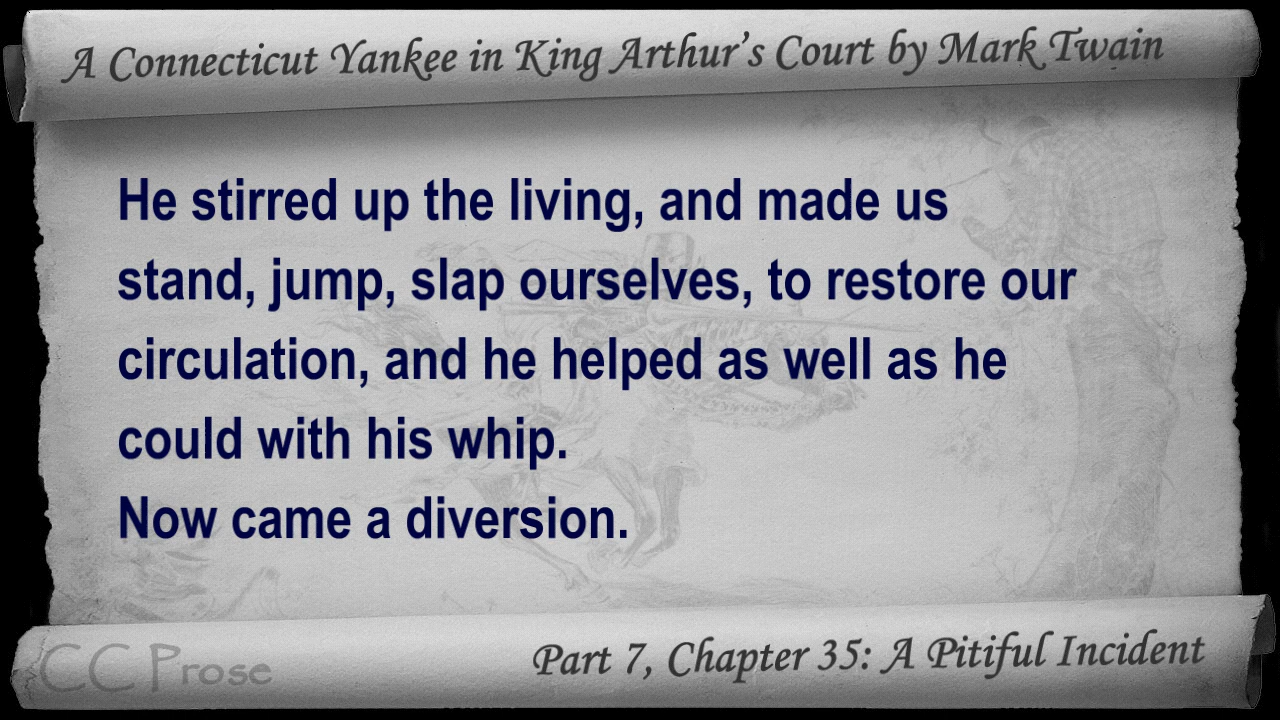 A Connecticut Yankee in King Arthur's Court by Mark Twain
He stirred up the living, and made us
stand, jump, slap ourselves, to restore our
circulation, and he helped as well as he
could with his whip.
Now came a diversion.
CC Prose
Part 7, Chapter 35: A Pitiful Incident